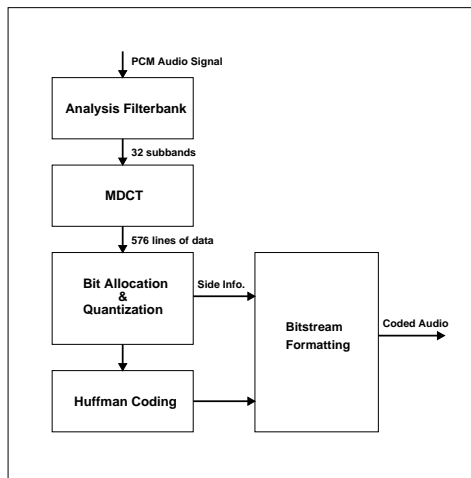 PCM Audio Signal
Analysis Filterbank
32 subbands
MDCT
576 lines of data
Bit Allocation
&
Quantization
Side Info.
Bitstream
Formatting
Coded Audio
Huffman Coding